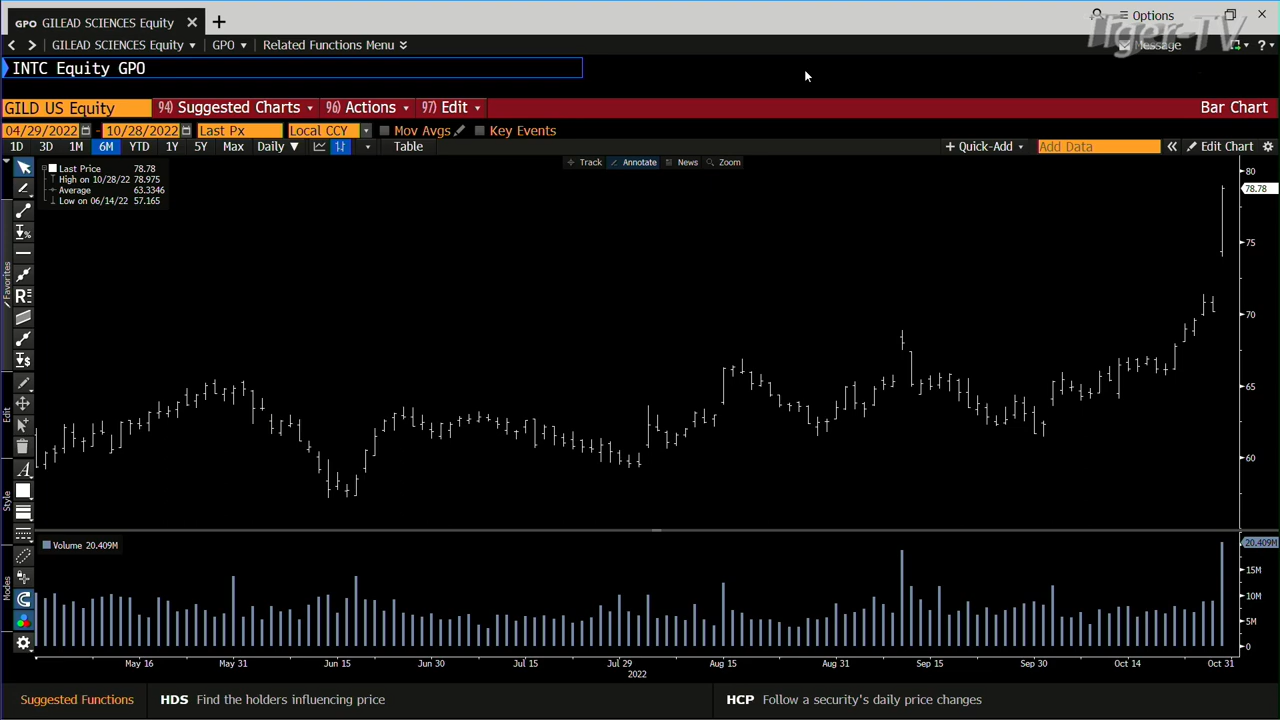 GPO GILEAD SCIENCES Equity
Options
Tiger-TV
GILEAD SCIENCES Equity GPO Related Functions Menu
Message
INTC Equity GPO
GILD US Equity 94) Suggested Charts 96) Actions 97) Edit Bar Chart
04/29/2022 - 10/28/2022 Last Px Local CCY Mov Avgs Key Events
1D 3D 1M 6M YTD 1Y 5Y Max Daily ▼ Table + Quick-Add Add Data « Edit Chart
Track Annotate News Zoom
Last Price 78.78
High on 10/28/22 78.975
Average 63.3346
Low on 06/14/22 57.165
80
78.78
75
70
65
60
Favorites
Edit
Style
Modes
Volume 20.409M
20.409M
15M
10M
5M
0
May 16 May 31 Jun 15 Jun 30 Jul 15 Jul 29 Aug 15 Aug 31 Sep 15 Sep 30 Oct 14 Oct 31
2022
Suggested Functions HDS Find the holders influencing price HCP Follow a security's daily price changes